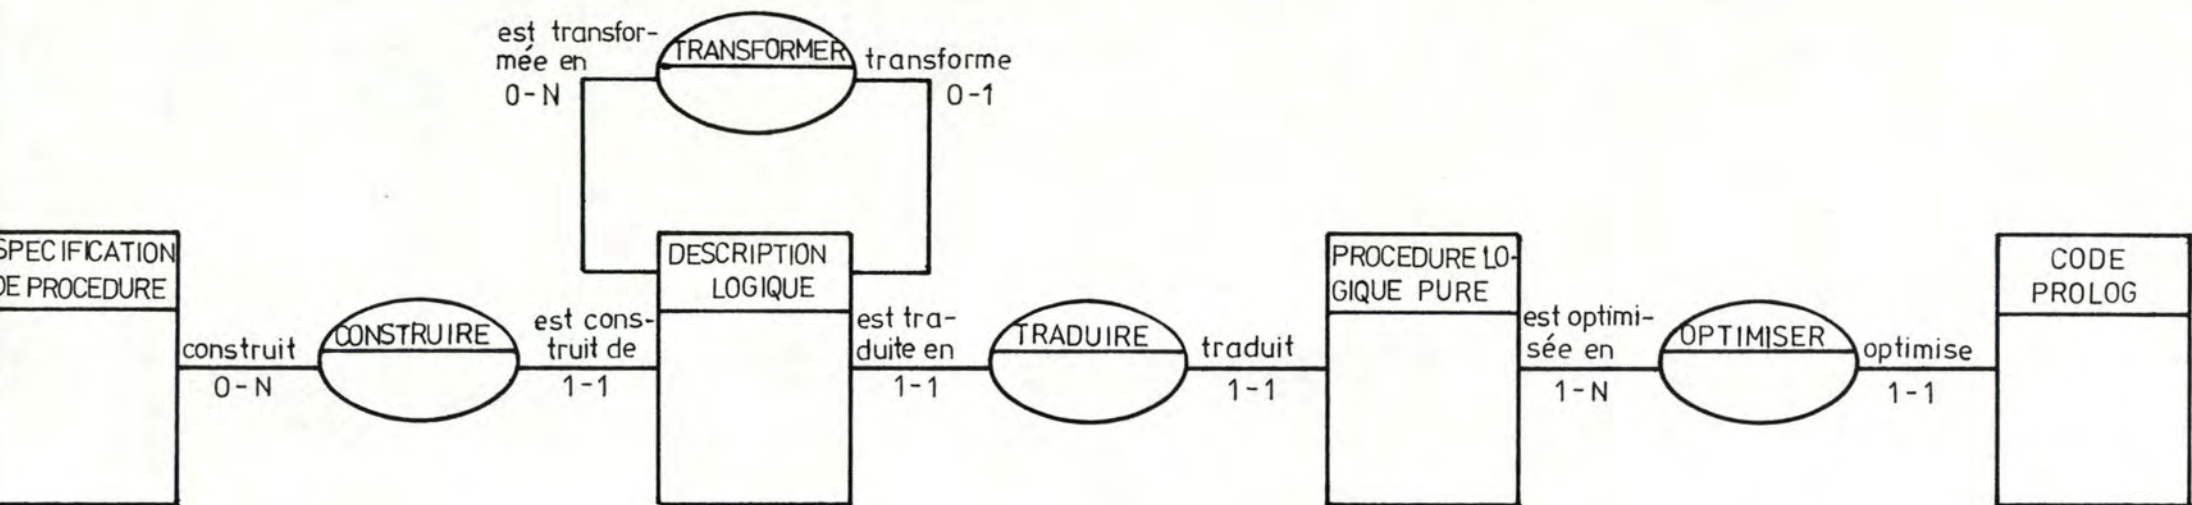 est transfor-
mée en
0-N
TRANSFORMER
transforme
0-1
SPECIFICATION
DE PROCEDURE
construit
0-N
CONSTRUIRE
est cons-
truit de
1-1
DESCRIPTION
LOGIQUE
est tra-
duite en
1-1
TRADUIRE
traduit
1-1
PROCEDURE LO-
GIQUE PURE
est optimi-
sée en
1-N
OPTIMISER
optimise
1-1
CODE
PROLOG